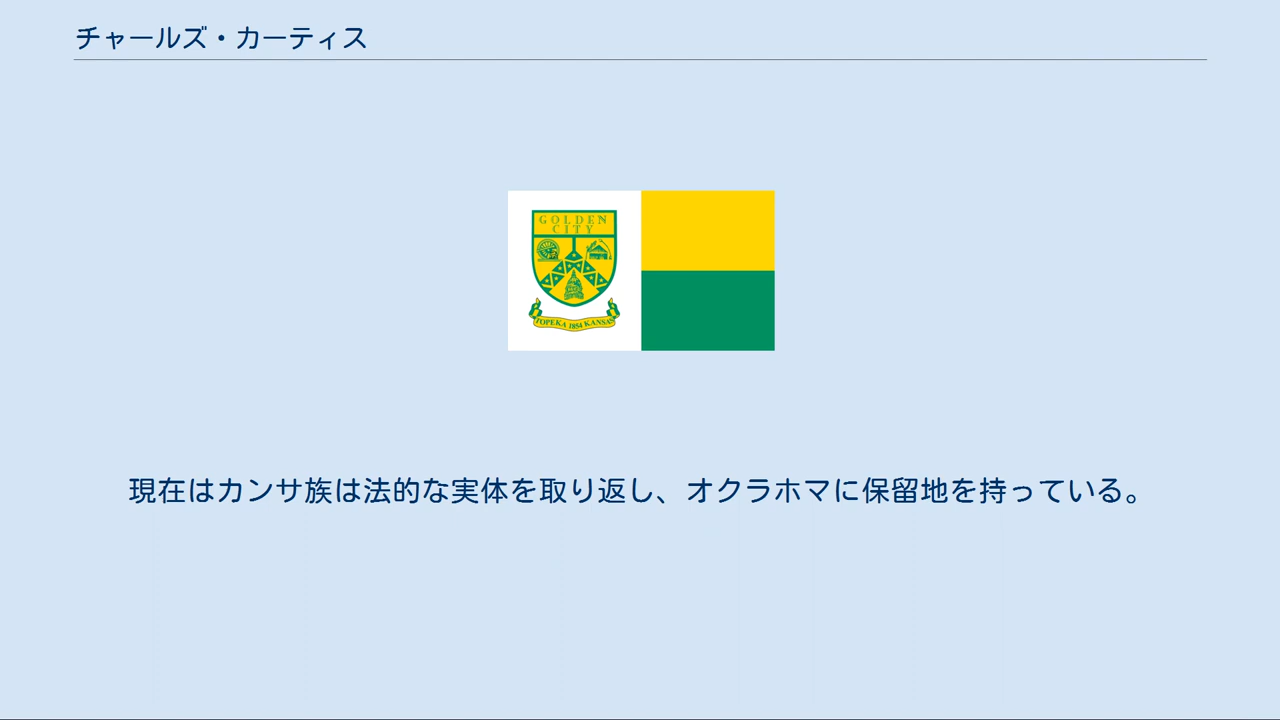 チャールズ・カーティス
GOLDEN
CITY
TOPEKA 1854 KANSAS
現在はカンサ族は法的な実体を取り返し、オクラホマに保留地を持っている。